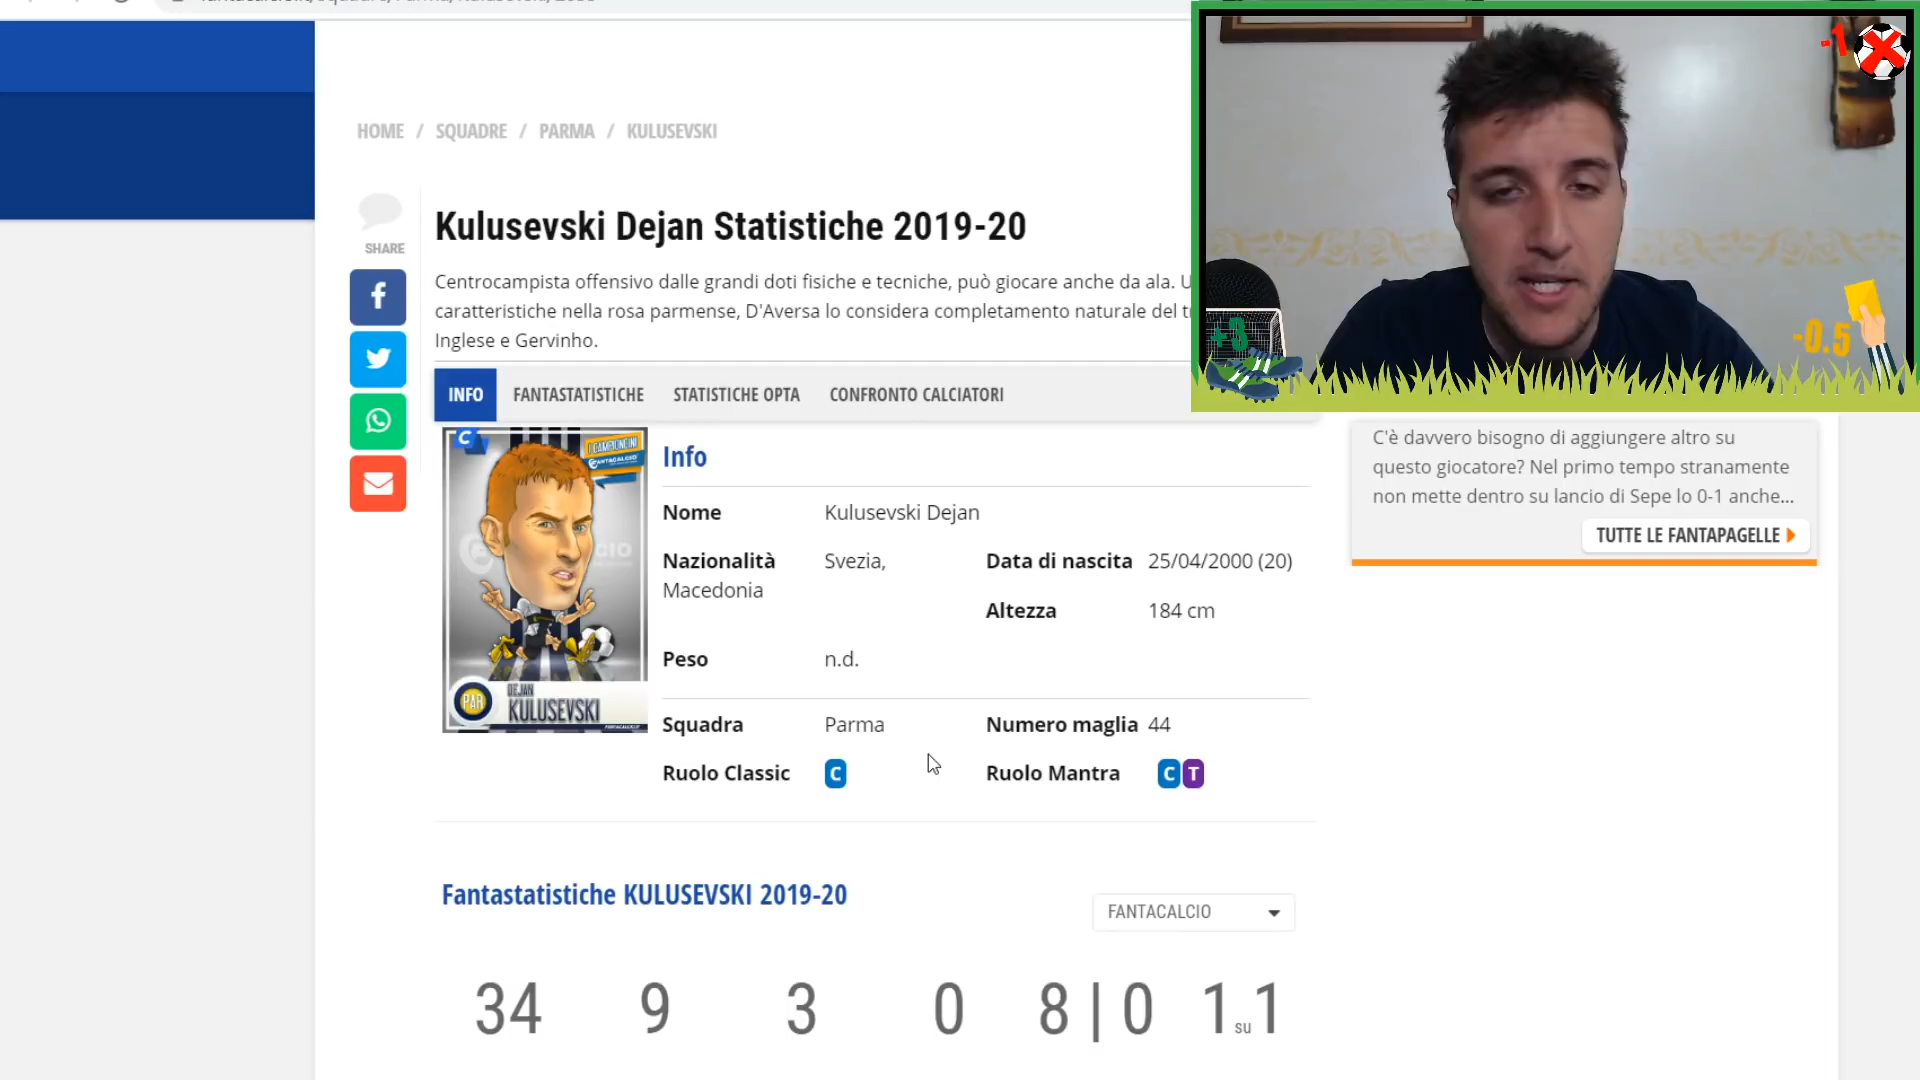 HOME / SQUADRE / PARMA / KULUSEVSKI
SHARE
Kulusevski Dejan Statistiche 2019-20
Centrocampista offensivo dalle grandi doti fisiche e tecniche, può giocare anche da ala. U
caratteristiche nella rosa parmense, D'Aversa lo considera completamento naturale del t
Inglese e Gervinho.
INFO FANTASTATISTICHE STATISTICHE OPTA CONFRONTO CALCIATORI
I CAMPIONCINI
FANTACALCIO
PAR
DEJAN
KULUSEVSKI
Info
Nome Kulusevski Dejan
Nazionalità Svezia, Data di nascita 25/04/2000 (20)
Macedonia
Altezza 184 cm
Peso n.d.
Squadra Parma Numero maglia 44
Ruolo Classic C Ruolo Mantra C T
Fantastatistiche KULUSEVSKI 2019-20
FANTACALCIO
34 9 3 0 8 | 0 1 su 1
-1
+3
-0.5
C'è davvero bisogno di aggiungere altro su
questo giocatore? Nel primo tempo stranamente
non mette dentro su lancio di Sepe lo 0-1 anche...
TUTTE LE FANTAPAGELLE